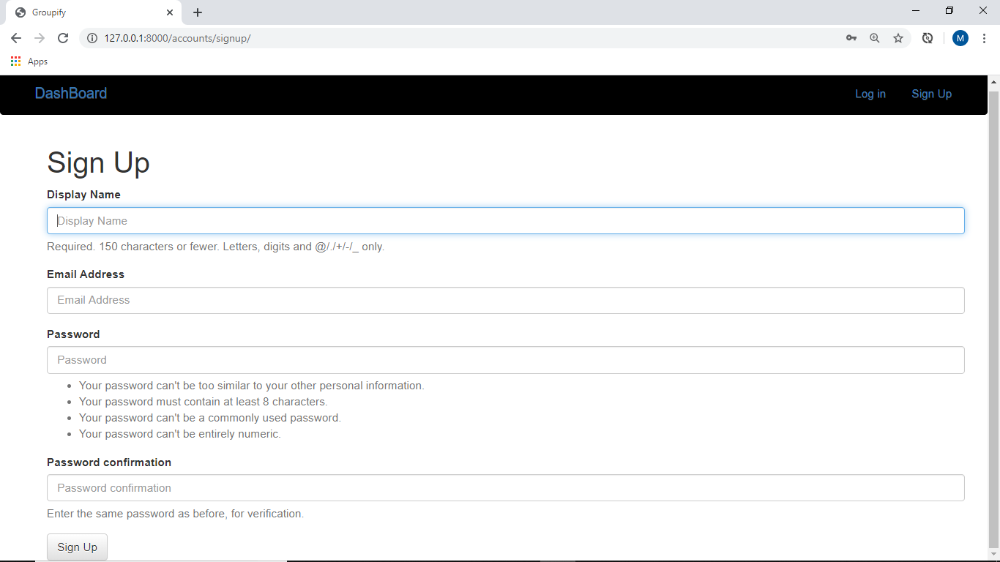 Groupify
127.0.0.1:8000/accounts/signup/
M
Apps
DashBoard
Log in
Sign Up
Sign Up
Display Name
Display Name
Required. 150 characters or fewer. Letters, digits and @/./+/-/_ only.
Email Address
Email Address
Password
Password
Your password can't be too similar to your other personal information.
Your password must contain at least 8 characters.
Your password can't be a commonly used password.
Your password can't be entirely numeric.
Password confirmation
Password confirmation
Enter the same password as before, for verification.
Sign Up